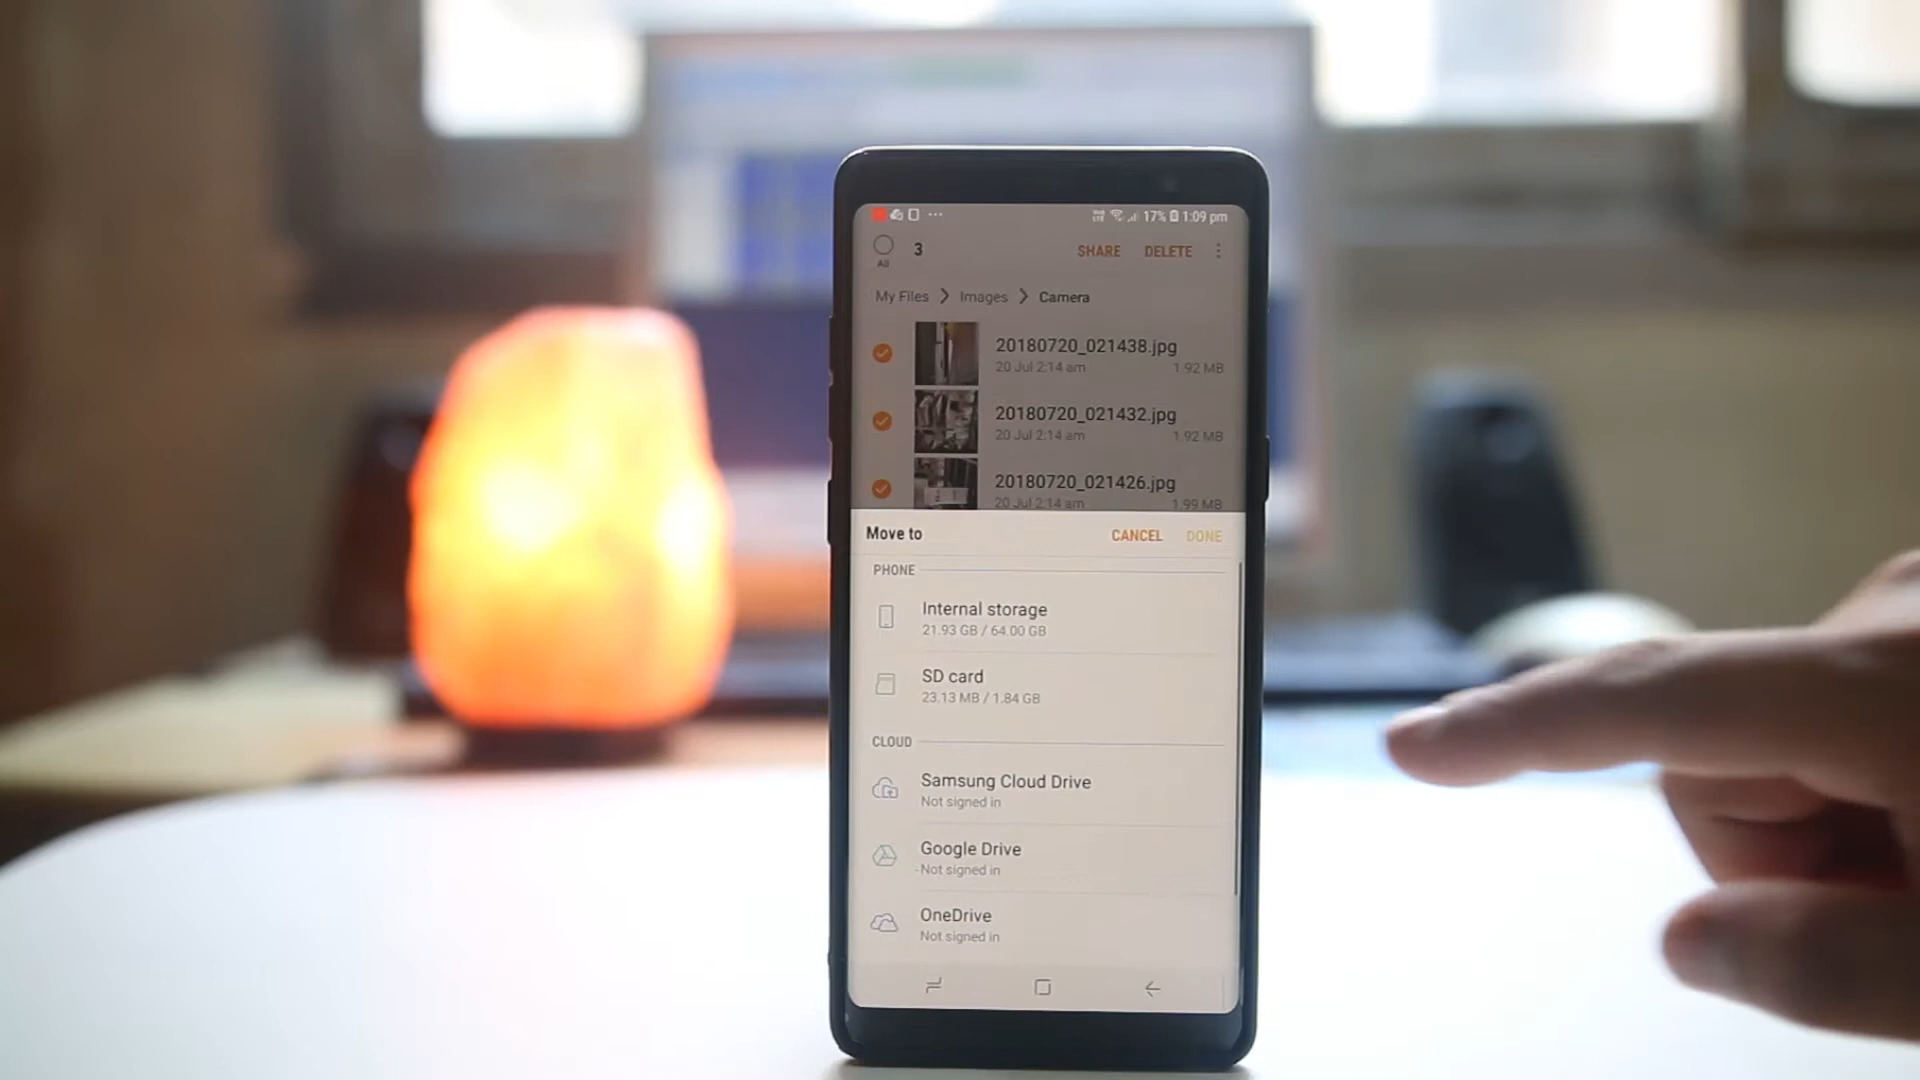 17% 1:09 pm
All 3 SHARE DELETE
My Files > Images > Camera
20180720_021438.jpg
20 Jul 2:14 am 1.92 MB
20180720_021432.jpg
20 Jul 2:14 am 1.92 MB
20180720_021426.jpg
20 Jul 2:14 am 1.99 MB
Move to CANCEL DONE
PHONE
Internal storage
21.93 GB / 64.00 GB
SD card
23.13 MB / 1.84 GB
CLOUD
Samsung Cloud Drive
Not signed in
Google Drive
Not signed in
OneDrive
Not signed in